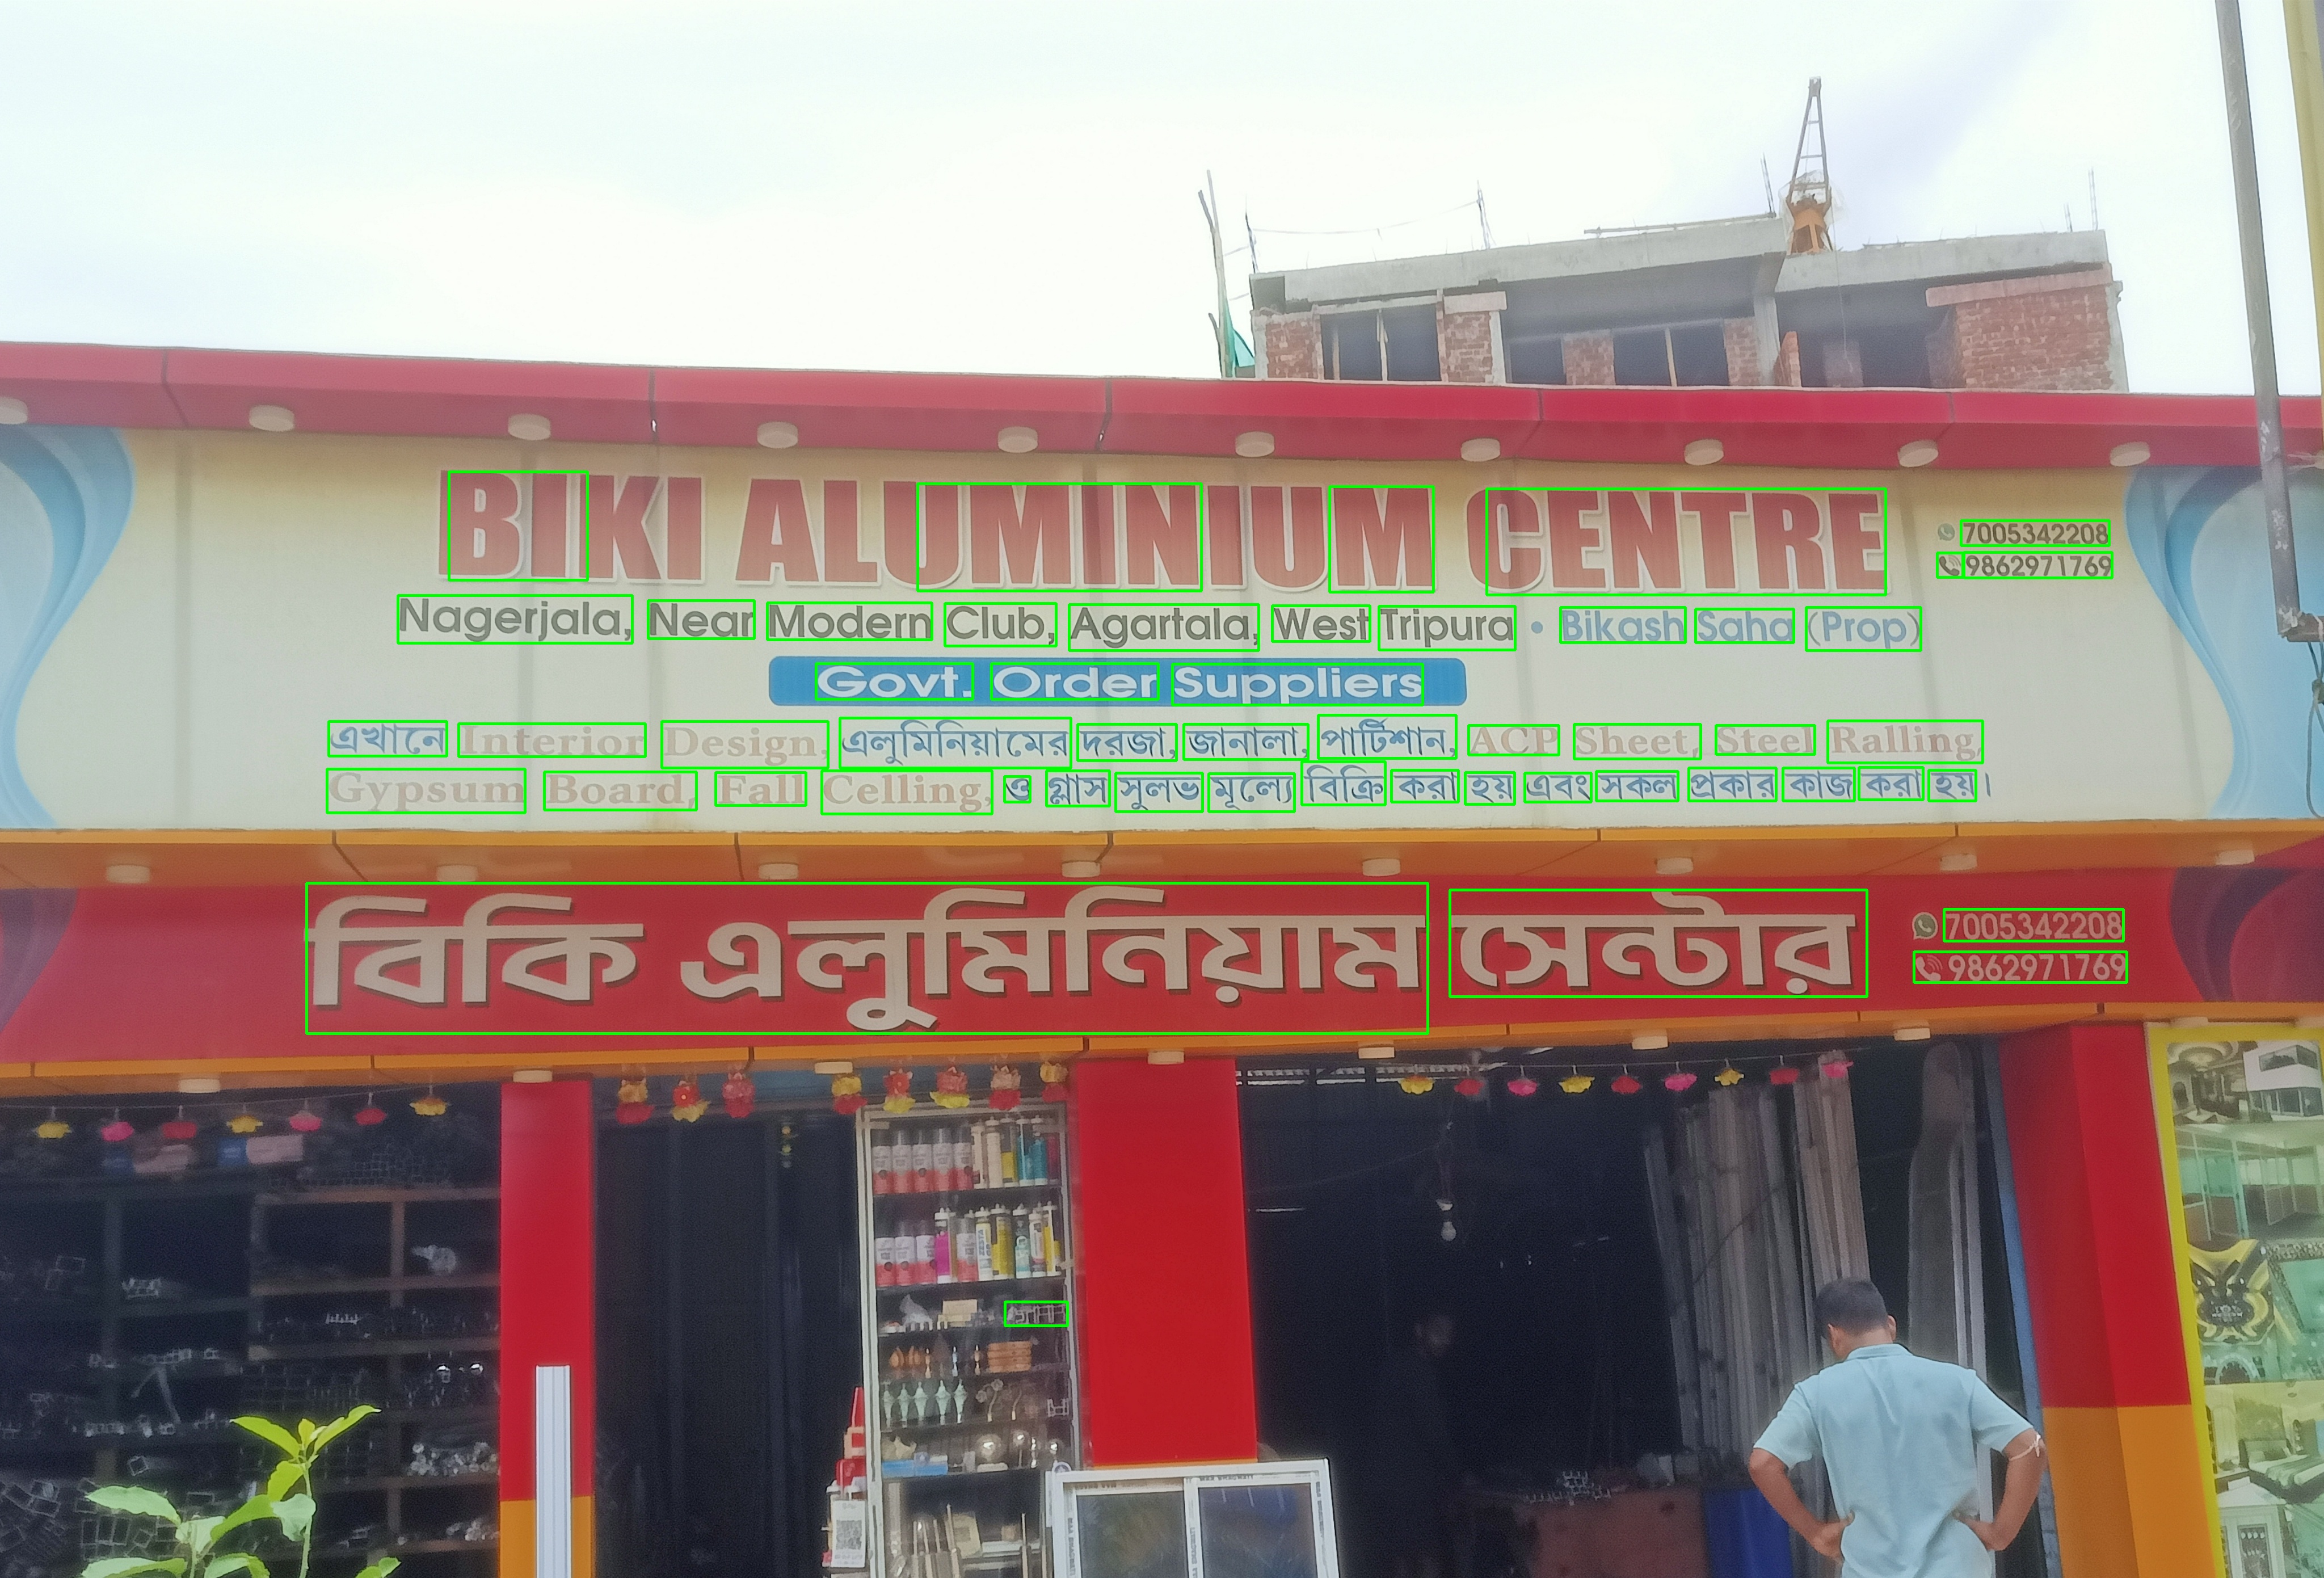 BIKI ALUMINIUM CENTRE
7005342208
9862971769
Nagerjala, Near Modern Club, Agartala, West Tripura • Bikash Saha (Prop)
Govt. Order Suppliers
এখানে Interior Design, এলুমিনিয়ামের দরজা, জানালা, পার্টিশান, ACP Sheet, Steel Ralling,
Gypsum Board, Fall Celling, ও গ্লাস সুলভ মূল্যে বিক্রি করা হয় এবং সকল প্রকার কাজ করা হয়।
বিকি এলুমিনিয়াম সেন্টার
7005342208
9862971769